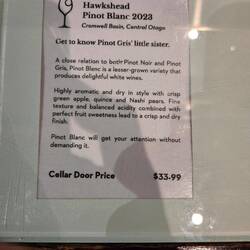 Hawkshead
Pinot Blanc 2023
Cromwell Basin, Central Otago
Get to know Pinot Gris' little sister.
A close relation to both Pinot Noir and Pinot
Gris, Pinot Blanc is a lesser-grown variety that
produces delightful white wines.
Highly aromatic and dry in style with crisp
green apple, quince and Nashi pears. Fine
texture and balanced acidity combined with
perfect fruit sweetness lead to a crisp and dry
finish.
Pinot Blanc will get your attention without
demanding it.
Cellar Door Price $33.99